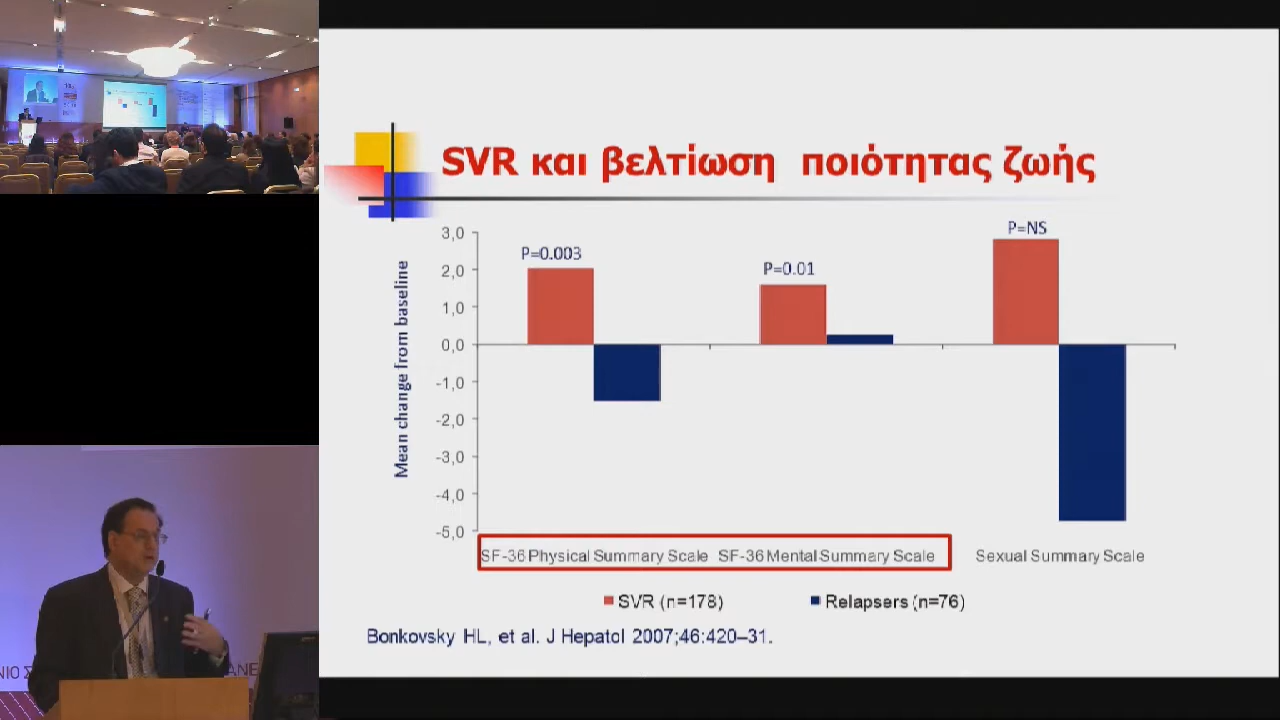 SVR και βελτίωση ποιότητας ζωής
Mean change from baseline
3,0
2,0
1,0
0,0
-1,0
-2,0
-3,0
-4,0
-5,0
P=0.003
P=0.01
P=NS
SF-36 Physical Summary Scale SF-36 Mental Summary Scale Sexual Summary Scale
SVR (n=178) Relapsers (n=76)
Bonkovsky HL, et al. J Hepatol 2007;46:420–31.
ΝΙΟ Σ
ΑΝΕ